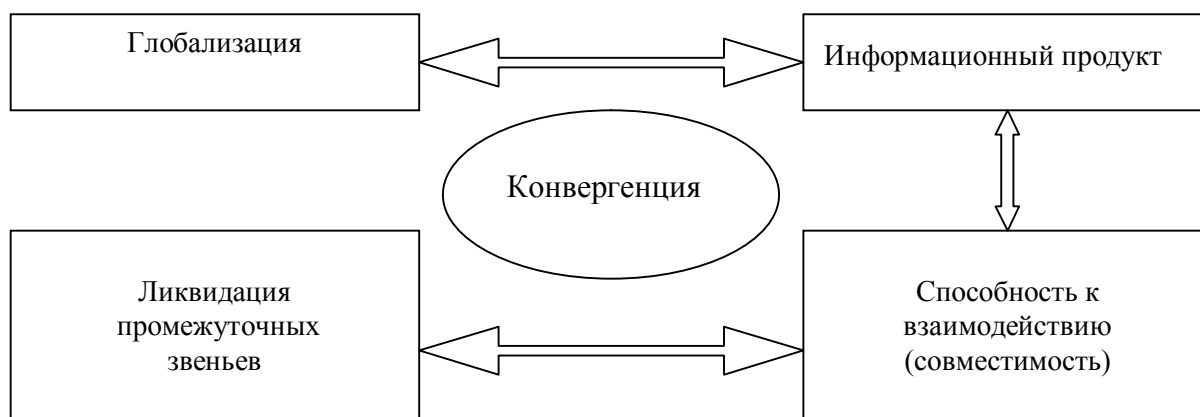 Глобализация
Информационный продукт
Конвергенция
Ликвидация
промежуточных
звеньев
Способность к
взаимодействию
(совместимость)